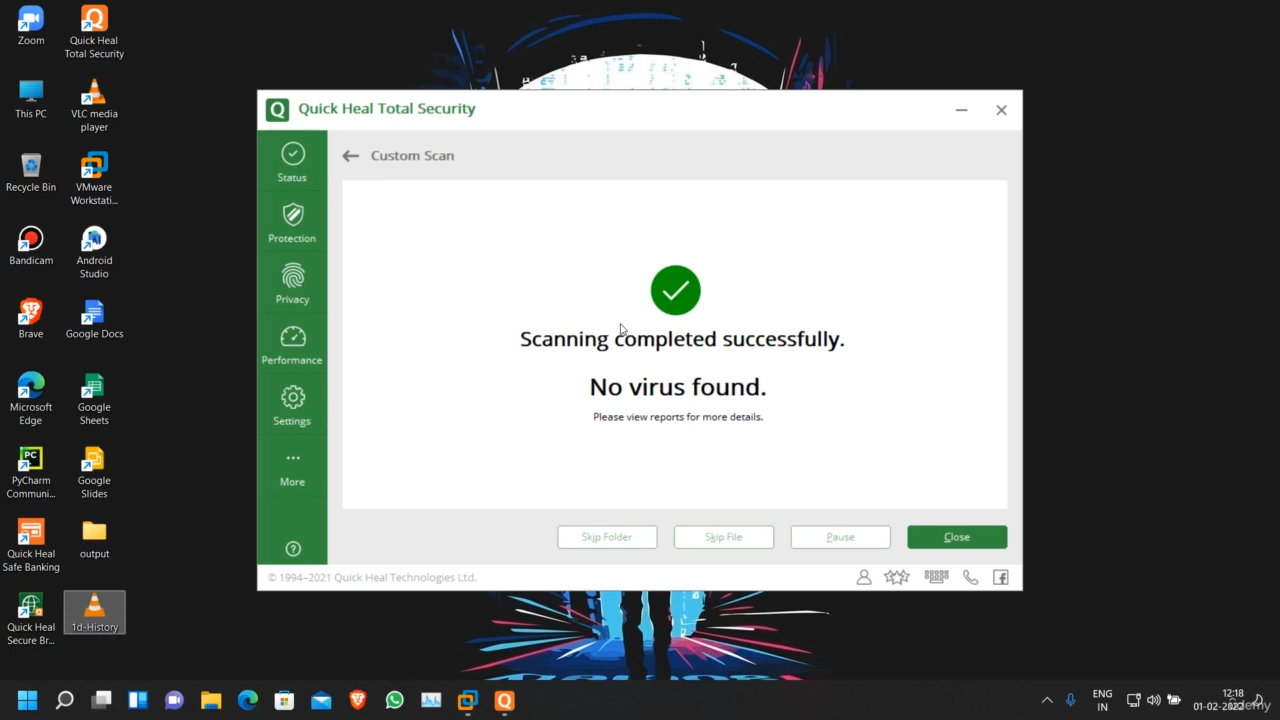 Zoom
Quick Heal
Total Security
This PC
VLC media
player
Recycle Bin
VMware
Workstati...
Bandicam
Android
Studio
Brave
Google Docs
Microsoft
Edge
Google
Sheets
PyCharm
Communi...
Google
Slides
Quick Heal
Safe Banking
output
Quick Heal
Secure Br...
1d-History
Quick Heal Total Security
Status
Protection
Privacy
Performance
Settings
More
Custom Scan
Scanning completed successfully.
No virus found.
Please view reports for more details.
Skip Folder
Skip File
Pause
Close
© 1994–2021 Quick Heal Technologies Ltd.
ENG
IN
12:18
01-02-2022